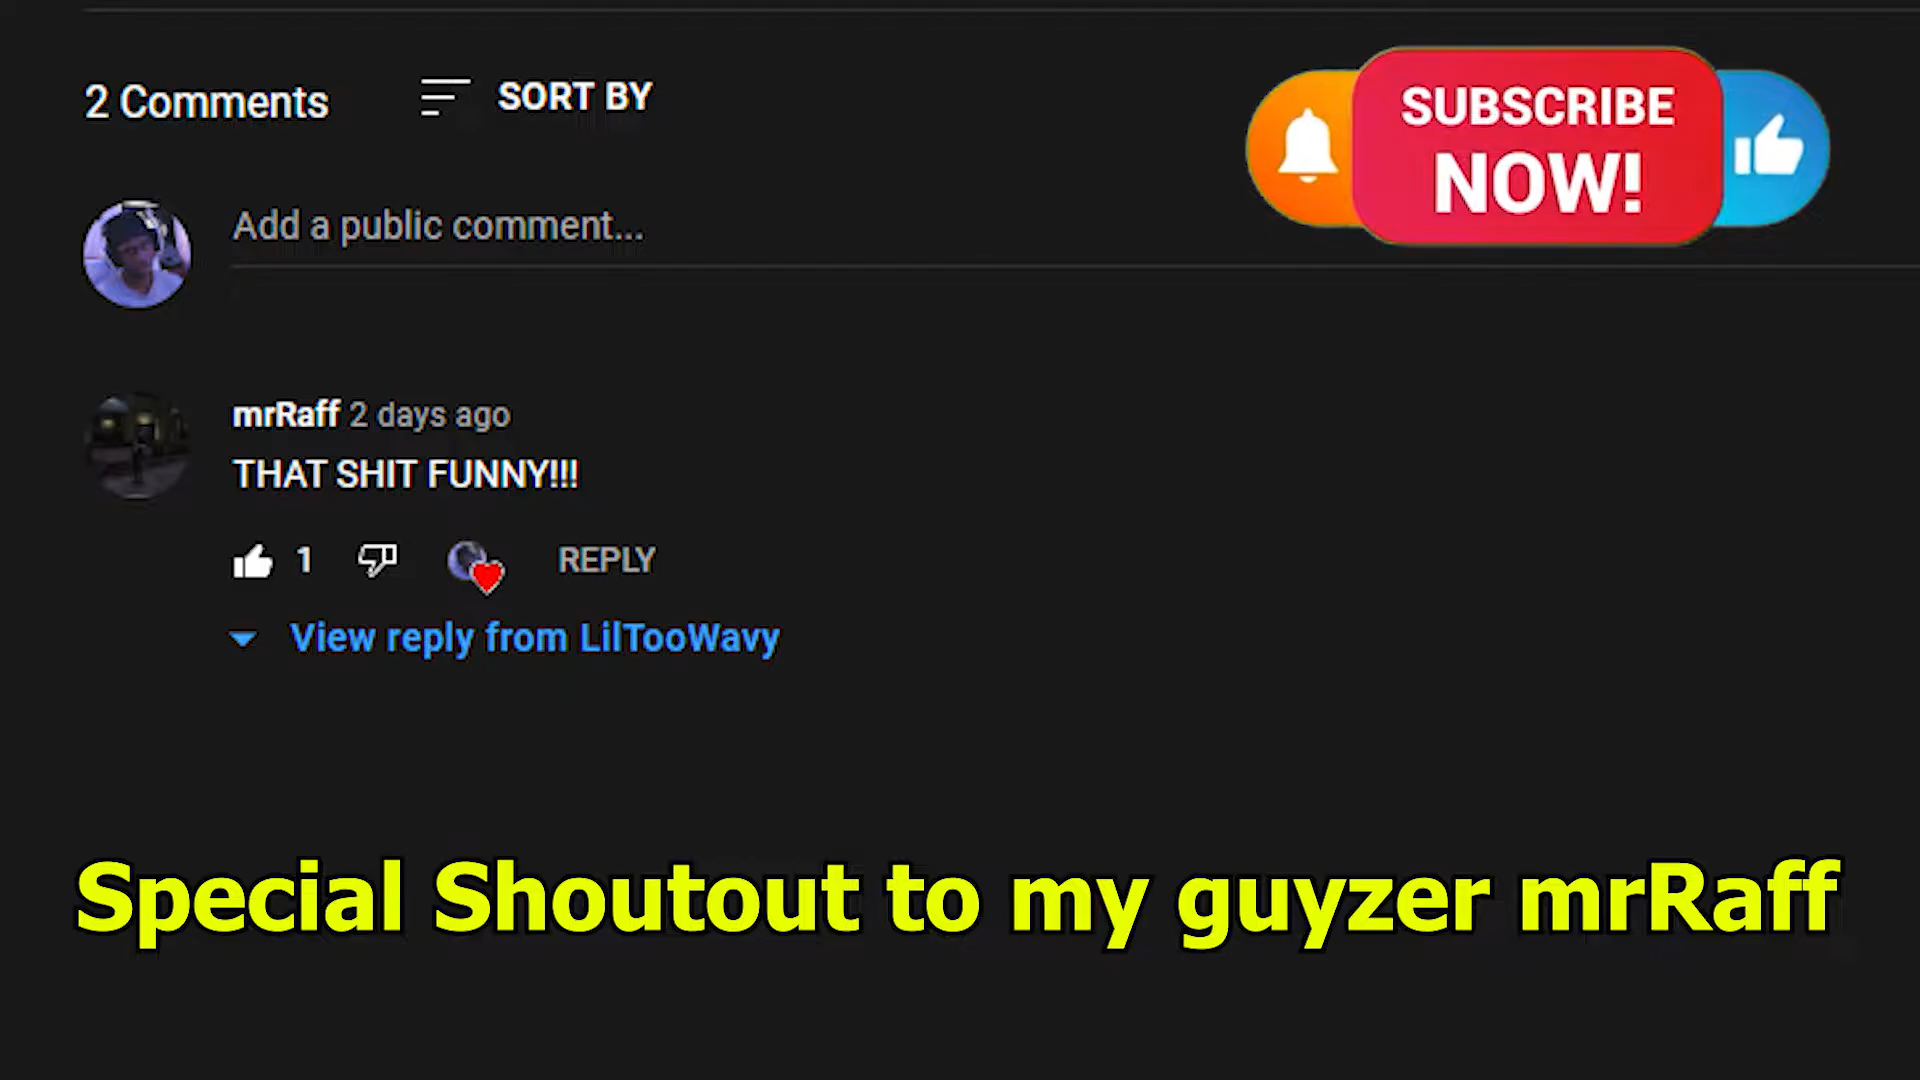 2 Comments
SORT BY
SUBSCRIBE
NOW!
Add a public comment...
mrRaff 2 days ago
THAT SHIT FUNNY!!!
1
REPLY
View reply from LilTooWavy
Special Shoutout to my guyzer mrRaff